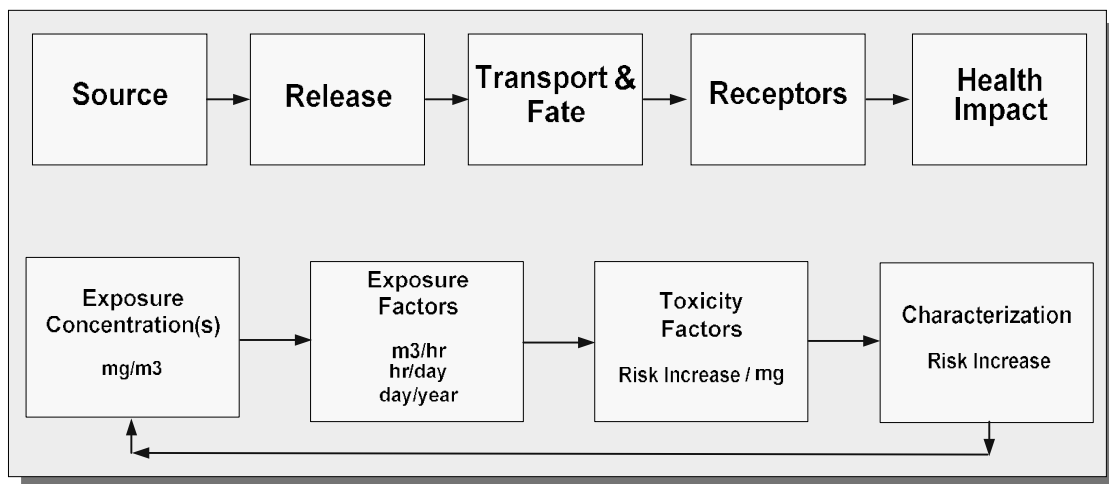 Source
Release
Transport &
Fate
Receptors
Health
Impact
Exposure
Concentration(s)
mg/m3
Exposure
Factors
m3/hr
hr/day
day/year
Toxicity
Factors
Risk Increase / mg
Characterization
Risk Increase